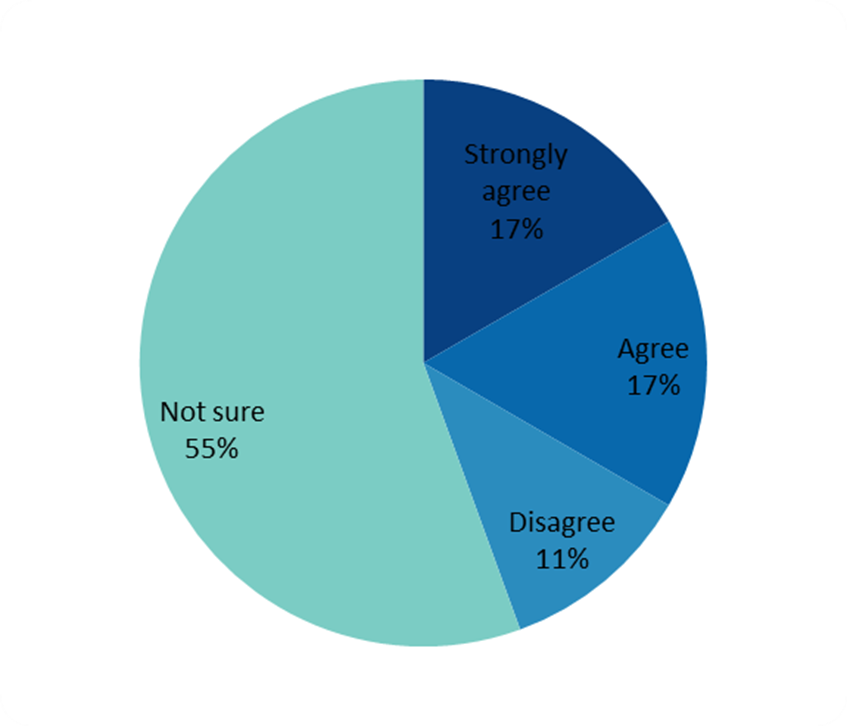 Strongly
agree
17%
Agree
17%
Disagree
11%
Not sure
55%